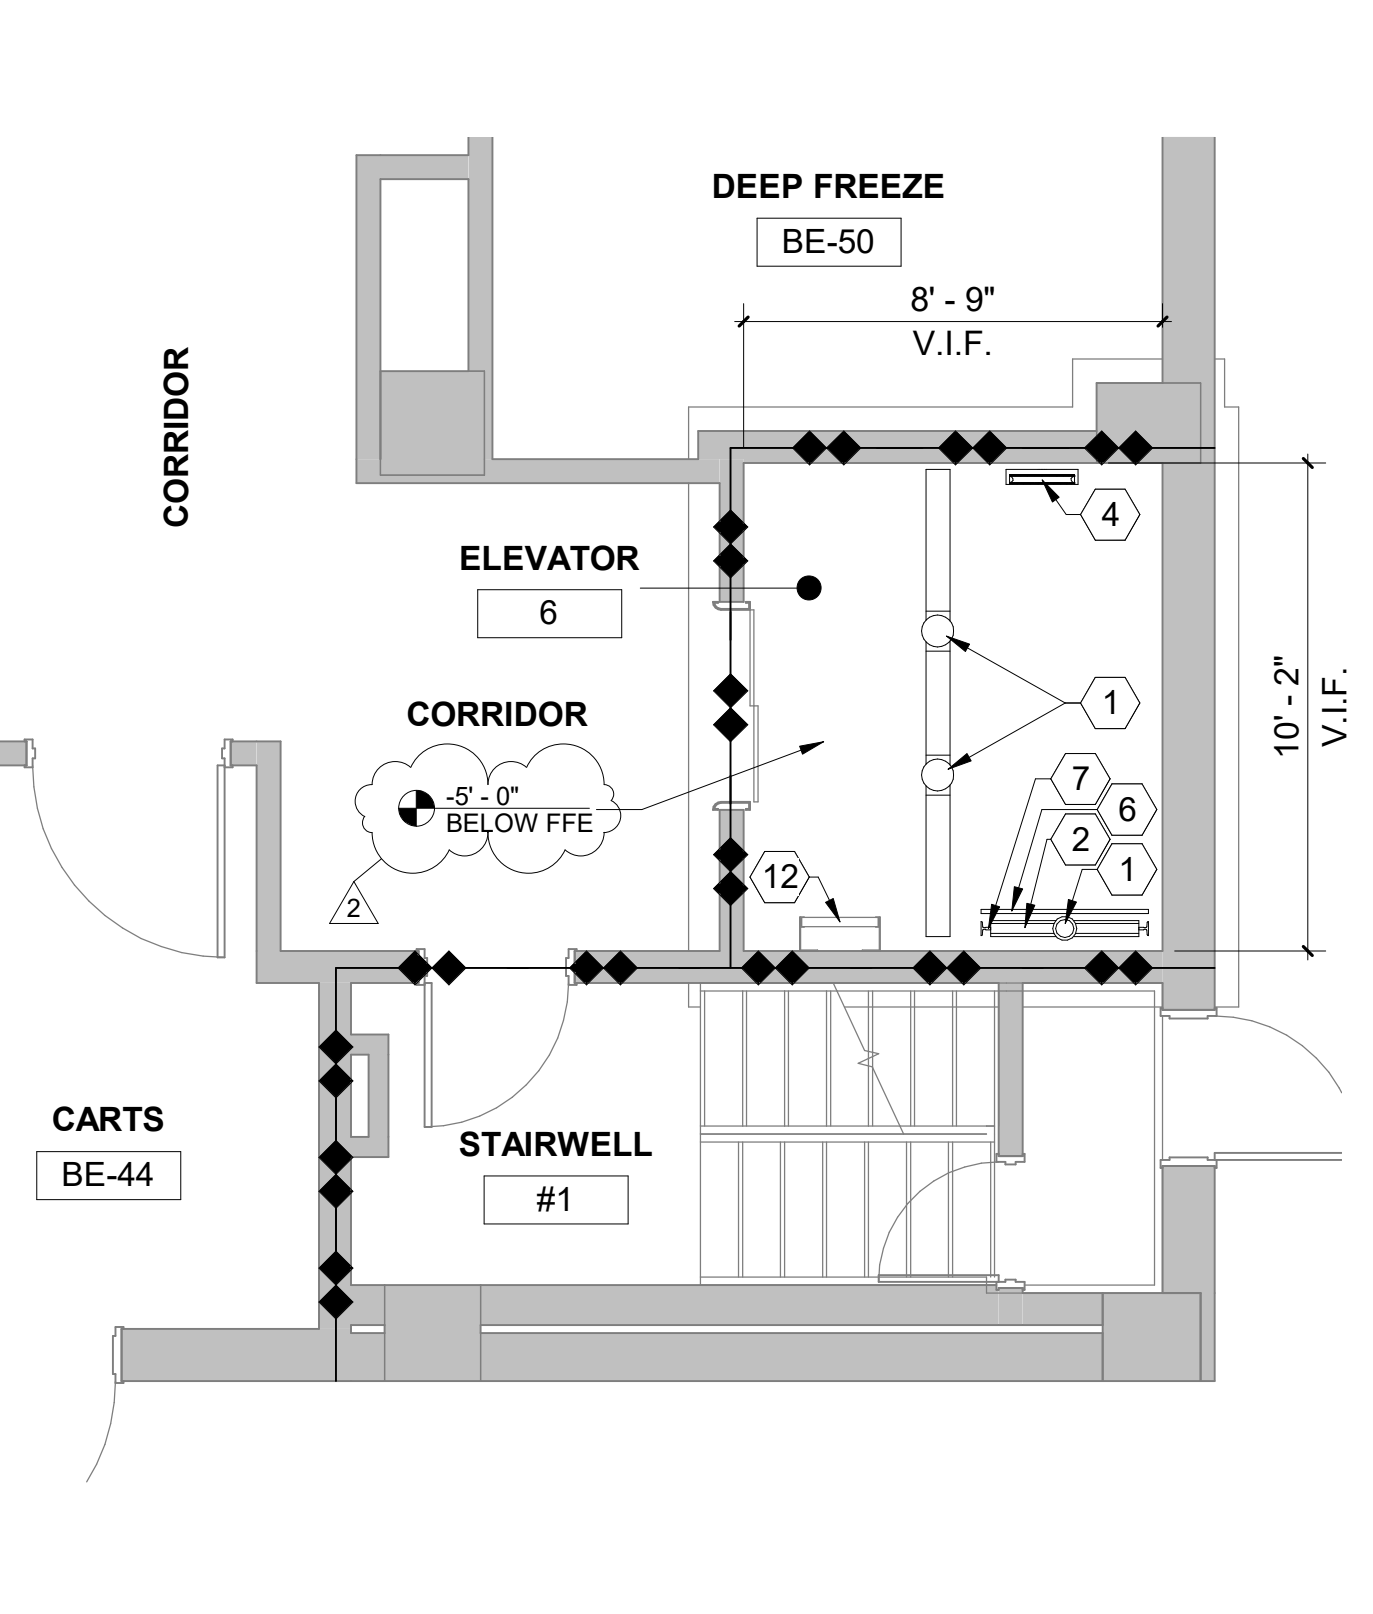 DEEP FREEZE
BE-50
8' - 9"
V.I.F.
CORRIDOR
4
ELEVATOR
6
1
10' - 2"
V.I.F.
CORRIDOR
-5' - 0"
BELOW FFE
2
7
6
2
1
12
CARTS
BE-44
STAIRWELL
#1